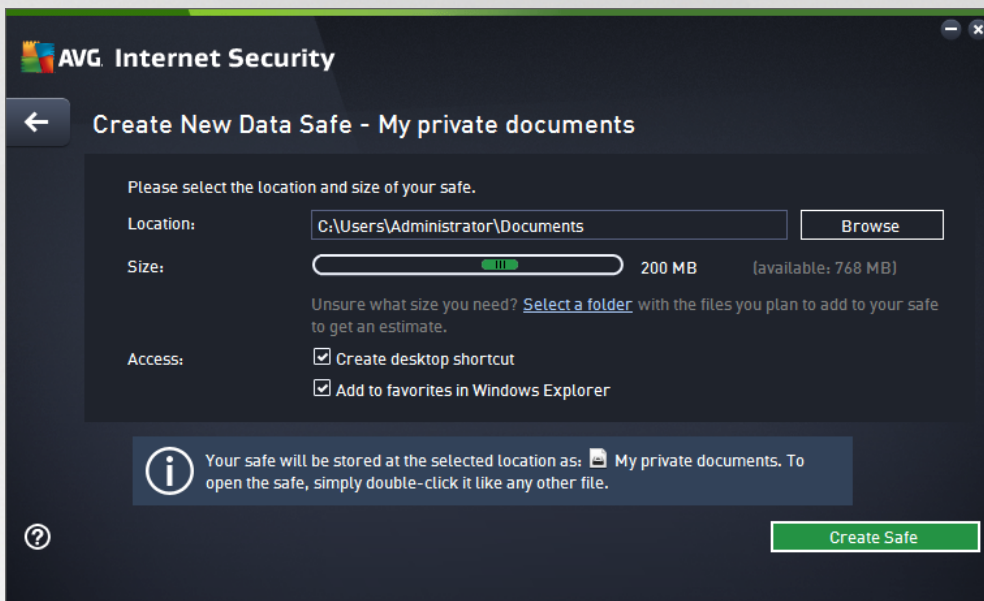 AVG. Internet Security
Create New Data Safe - My private documents
Please select the location and size of your safe.
Location:
C:\Users\Administrator\Documents
Browse
Size:
200 MB
(available: 768 MB)
Unsure what size you need? Select a folder with the files you plan to add to your safe
to get an estimate.
Access:
Create desktop shortcut
Add to favorites in Windows Explorer
Your safe will be stored at the selected location as: My private documents. To
open the safe, simply double-click it like any other file.
Create Safe